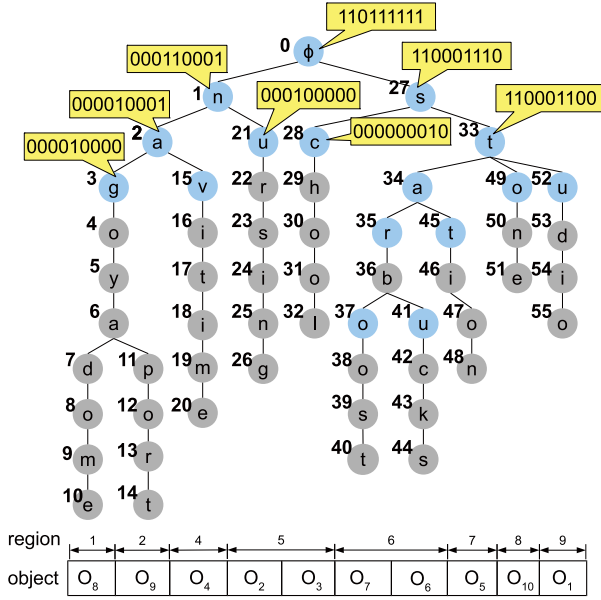 110111111
0 ϕ
000110001
110001110
1 n
27 s
000010001
000100000
110001100
2 a
21 u
28 c
000000010
33 t
000010000
3 g
15 v
22 r
29 h
34 a
49 o
52 u
4 o
16 i
23 s
30 o
35 r
45 t
50 n
53 d
5 y
17 t
24 i
31 o
36 b
46 i
51 e
54 i
6 a
18 i
25 n
32 l
37 o
41 u
47 o
55 o
7 d
11 p
19 m
26 g
38 o
42 c
48 n
8 o
12 o
20 e
39 s
43 k
9 m
13 r
40 t
44 s
10 e
14 t
region 1 2 4 5 6 7 8 9
object O8 O9 O4 O2 O3 O7 O6 O5 O10 O1